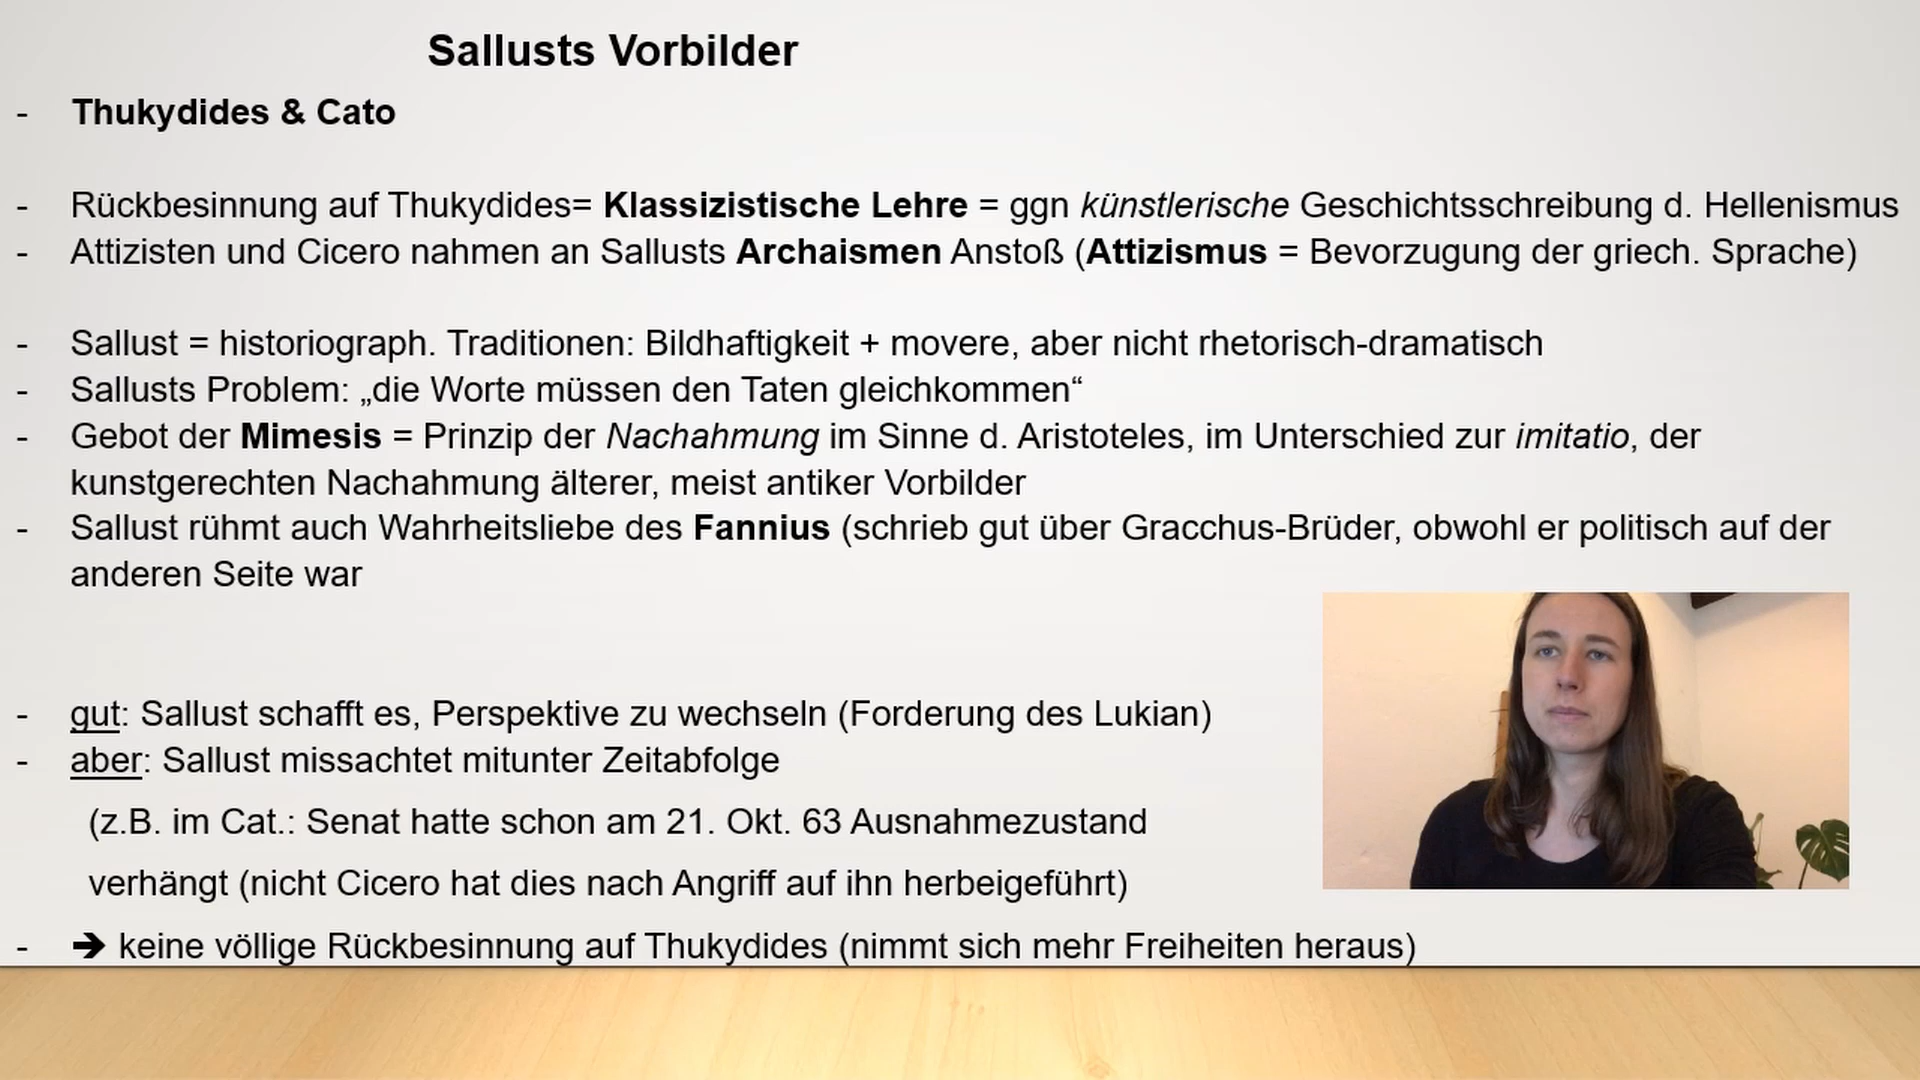 Sallusts Vorbilder
- Thukydides & Cato
- Rückbesinnung auf Thukydides= Klassizistische Lehre = ggn künstlerische Geschichtsschreibung d. Hellenismus
- Attizisten und Cicero nahmen an Sallusts Archaismen Anstoß (Attizismus = Bevorzugung der griech. Sprache)
- Sallust = historiograph. Traditionen: Bildhaftigkeit + movere, aber nicht rhetorisch-dramatisch
- Sallusts Problem: „die Worte müssen den Taten gleichkommen“
- Gebot der Mimesis = Prinzip der Nachahmung im Sinne d. Aristoteles, im Unterschied zur imitatio, der
kunstgerechten Nachahmung älterer, meist antiker Vorbilder
- Sallust rühmt auch Wahrheitsliebe des Fannius (schrieb gut über Gracchus-Brüder, obwohl er politisch auf der
anderen Seite war
- gut: Sallust schafft es, Perspektive zu wechseln (Forderung des Lukian)
- aber: Sallust missachtet mitunter Zeitabfolge
(z.B. im Cat.: Senat hatte schon am 21. Okt. 63 Ausnahmezustand
verhängt (nicht Cicero hat dies nach Angriff auf ihn herbeigeführt)
- ➔ keine völlige Rückbesinnung auf Thukydides (nimmt sich mehr Freiheiten heraus)